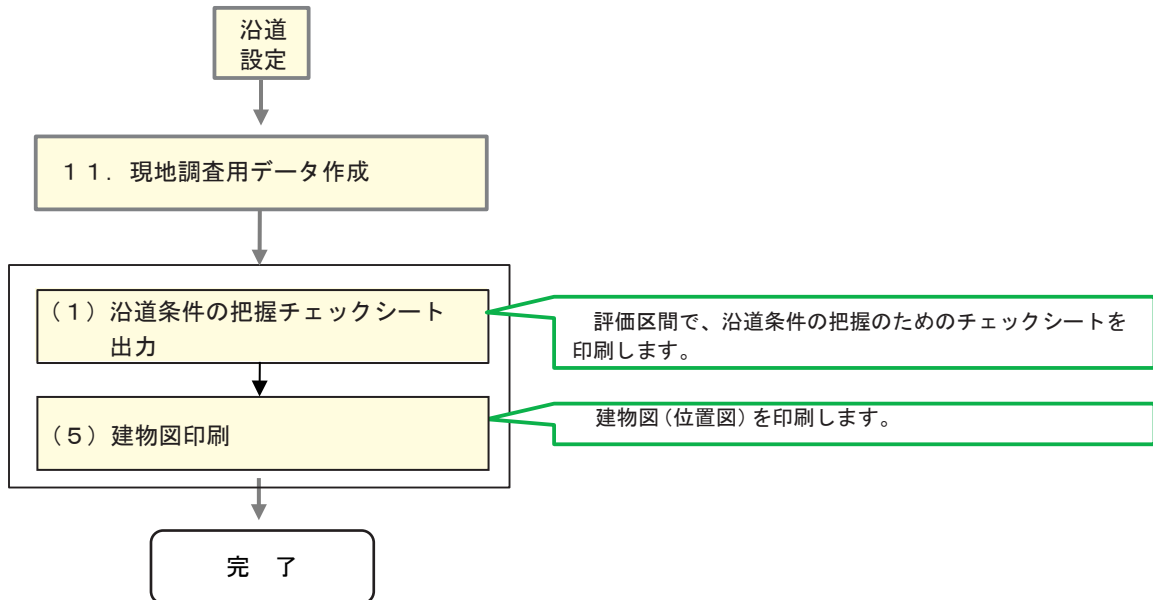 沿道
設定
１１．現地調査用データ作成
（１）沿道条件の把握チェックシート
出力
評価区間で、沿道条件の把握のためのチェックシートを
印刷します。
（５）建物図印刷
建物図（位置図）を印刷します。
完　了